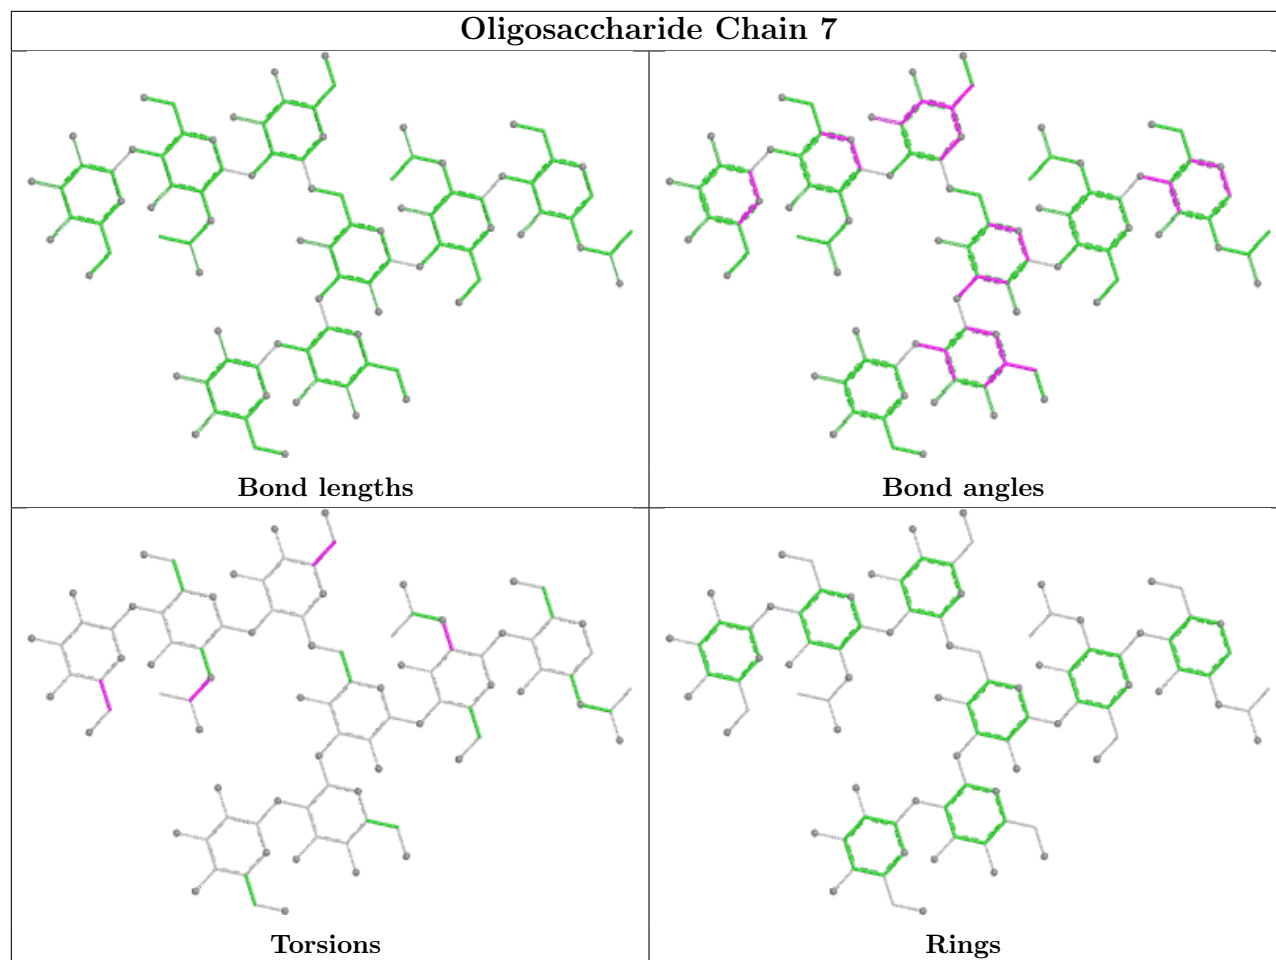 Oligosaccharide Chain 7
Bond lengths
Bond angles
Torsions
Rings